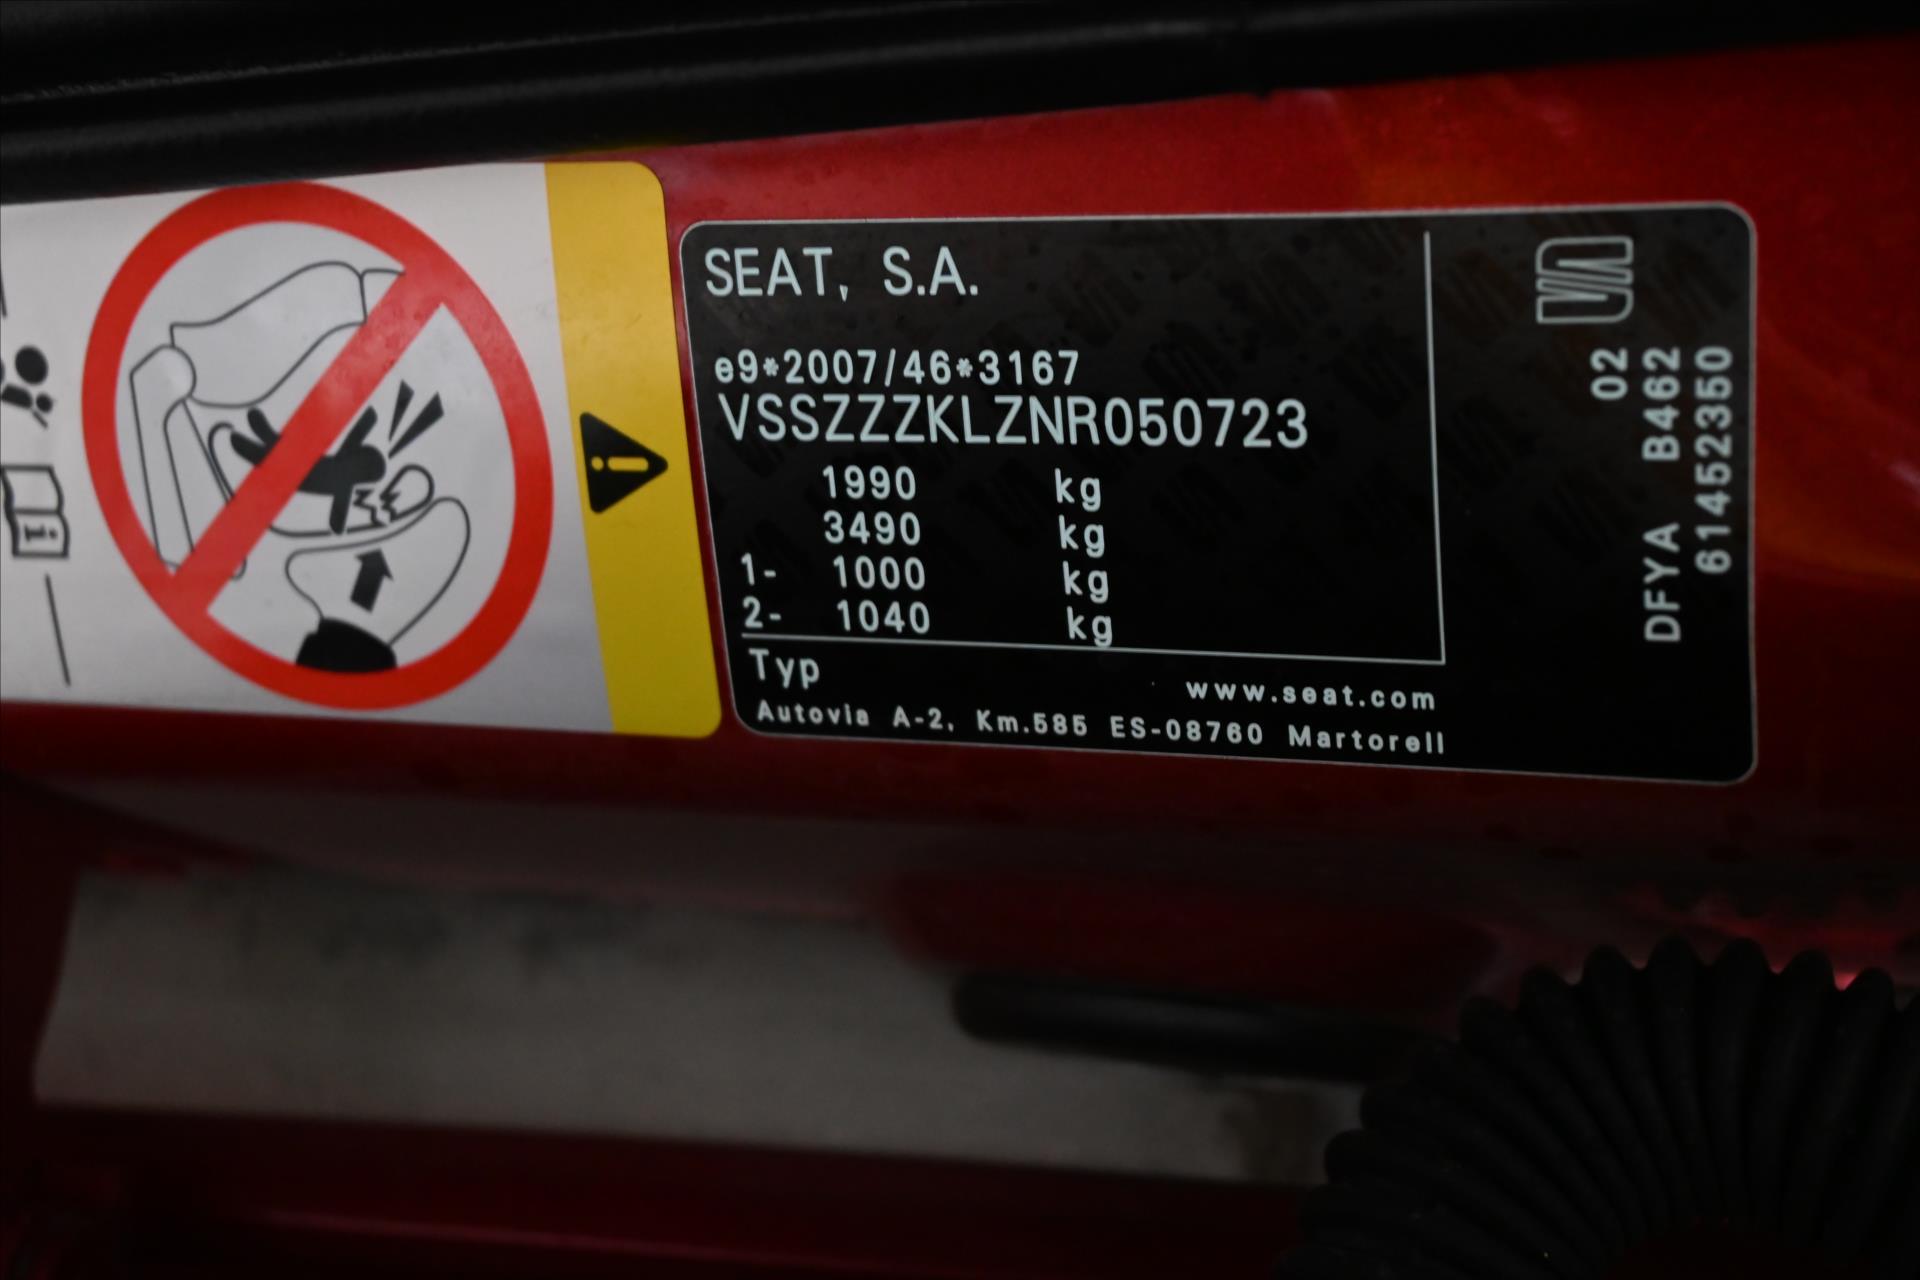 SEAT, S.A.
e9*2007/46*3167
VSSZZZKLZNR050723
1990 kg
3490 kg
1- 1000 kg
2- 1040 kg
Typ
www.seat.com
Autovia A-2, Km.585 ES-08760 Martorell
02
DFYA B462
61452350